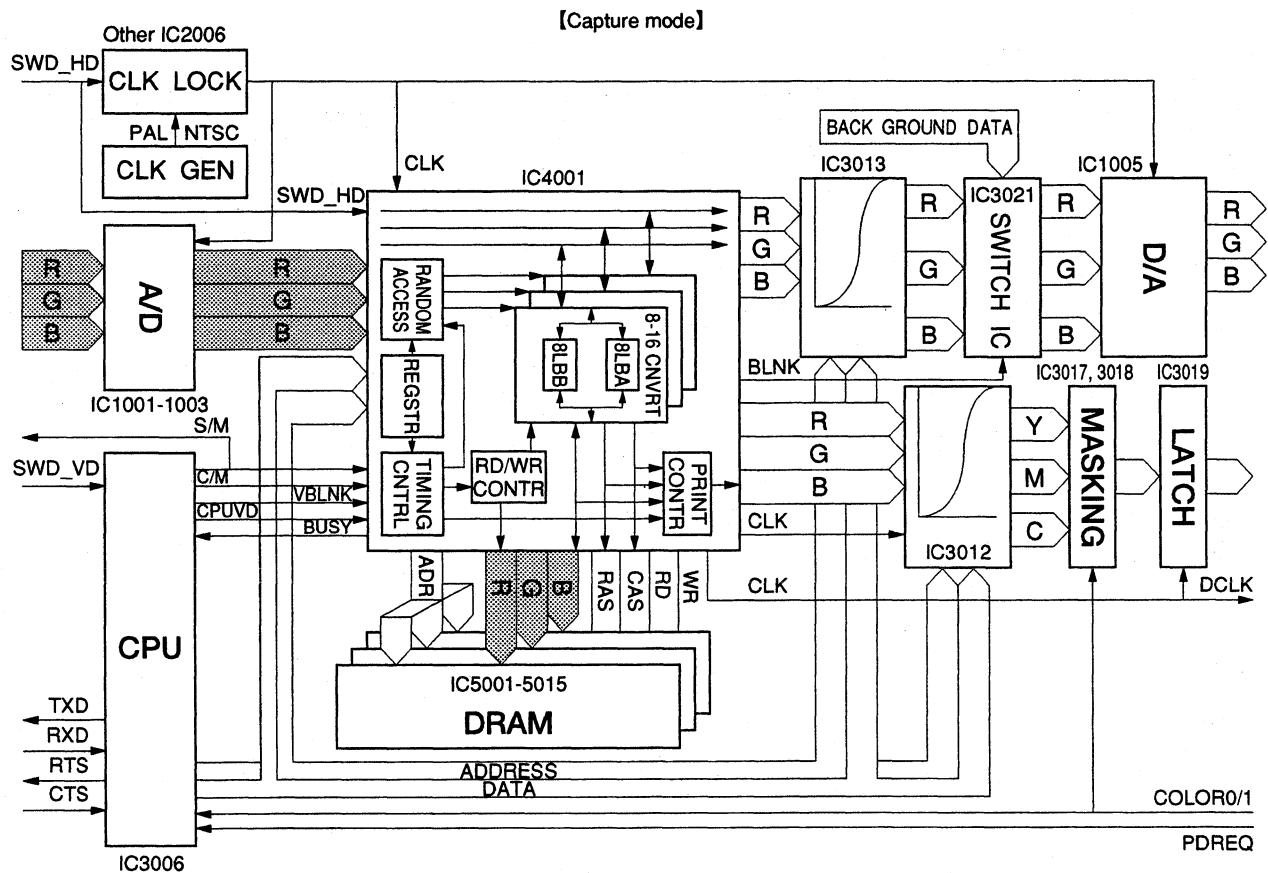 【Capture mode】
Other IC2006
SWD_HD
CLK LOCK
PAL NTSC
CLK GEN
CLK
SWD_HD
IC4001
BACK GROUND DATA
IC3013
IC3021
SWITCH IC
IC1005
D/A
R
G
B
R
G
B
R
G
B
R
G
B
R
G
B
A/D
R
G
B
IC1001-1003
RANDOM ACCESS
REGSTR
TIMING CNTRL
8-16 CNVRT
8LBB
8LBA
RD/WR CONTR
PRINT CONTR
BLNK
R
G
B
CLK
IC3012
Y
M
C
IC3017, 3018
MASKING
IC3019
LATCH
S/M
SWD_VD
C/M
VBLNK
CPUVD
BUSY
CPU
IC3006
ADR
R
G
B
RAS
CAS
RD
WR
CLK
DCLK
IC5001-5015
DRAM
TXD
RXD
RTS
CTS
ADDRESS
DATA
COLOR0/1
PDREQ